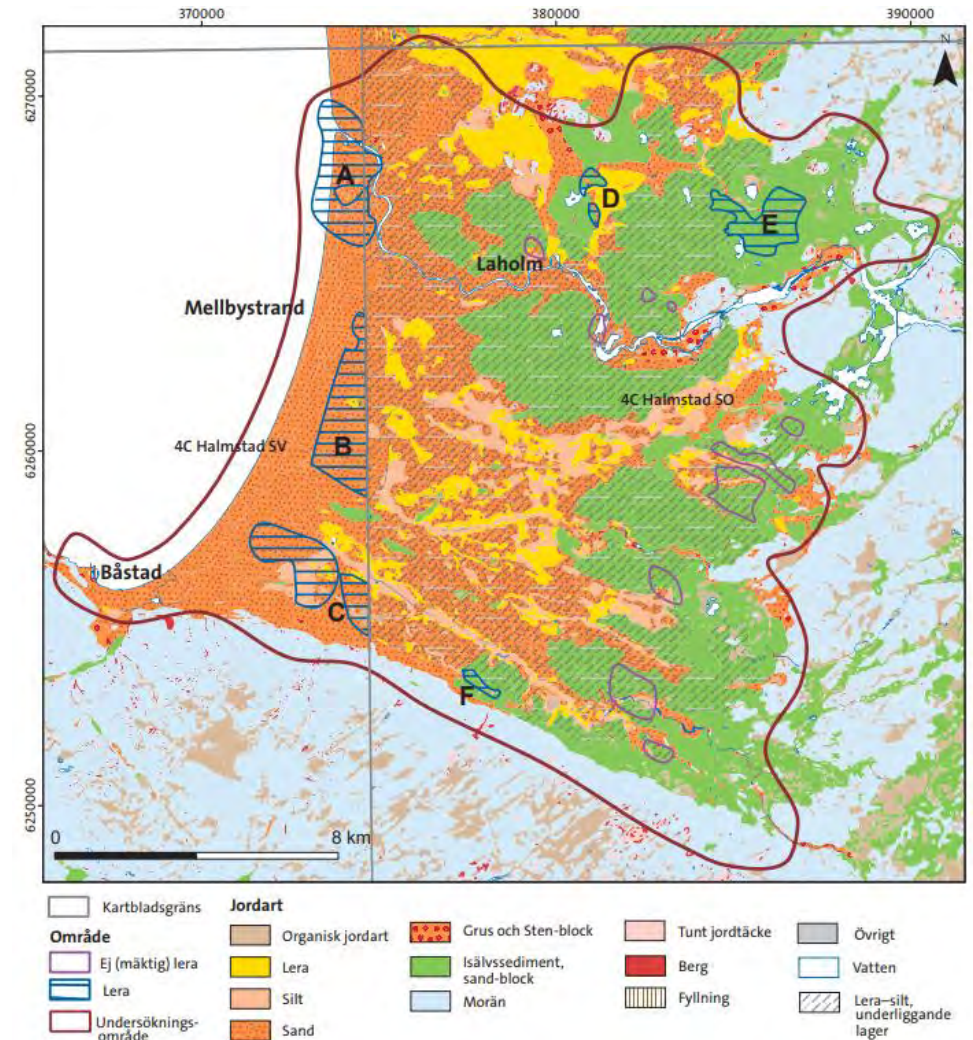 370000
380000
390000
N
6270000
A
D
E
Laholm
Mellbystrand
4C Halmstad SO
4C Halmstad SV
B
6260000
Båstad
C
F
6250000
0
8 km
Kartbladsgräns
Område
Ej (mäktig) lera
Lera
Undersöknings-
område
Jordart
Organisk jordart
Lera
Silt
Sand
Grus och Sten-block
Isälvssediment,
sand-block
Morän
Tunt jordtäcke
Berg
Fyllning
Övrigt
Vatten
Lera–silt,
underliggande
lager